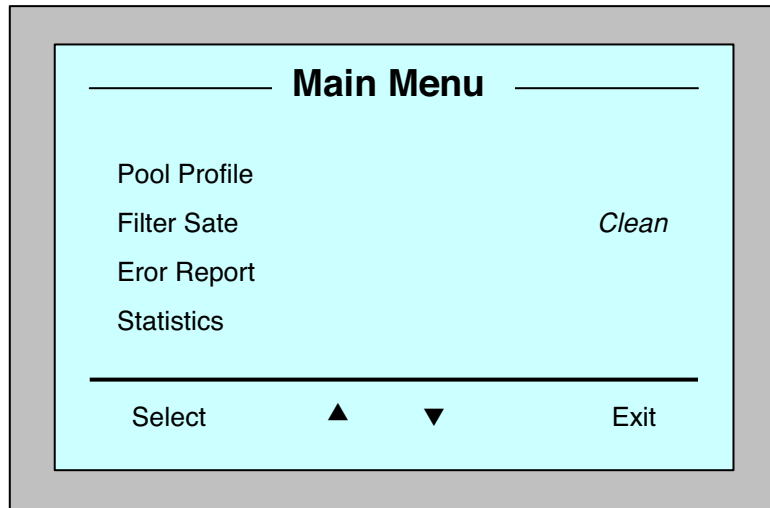 Main Menu
Pool Profile
Filter Sate Clean
Eror Report
Statistics
Select ▲ ▼ Exit